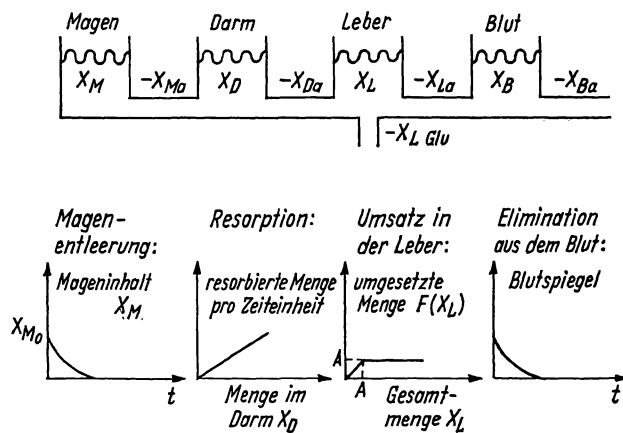 Magen Darm Leber Blut
X_M -X_Ma X_D -X_Da X_L -X_La X_B -X_Ba
-X_L Glu
Magen-
entleerung:
Mageninhalt
X_M.
X_Mo
t
Resorption:
resorbierte Menge
pro Zeiteinheit
Menge im
Darm X_D
Umsatz in
der Leber:
umgesetzte
Menge F(X_L)
A
A
Gesamt-
menge X_L
Elimination
aus dem Blut:
Blutspiegel
t